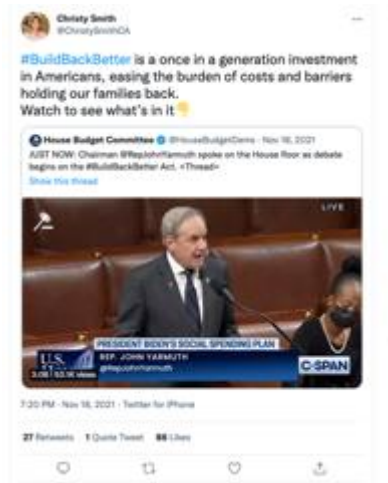 Christy Smith
@ChristySmithCA
#BuildBackBetter is a once in a generation investment
in Americans, easing the burden of costs and barriers
holding our families back.
Watch to see what's in it
House Budget Committee @HouseBudgetDems · Nov 18, 2021
JUST NOW: Chairman @RepJohnYarmuth spoke on the House floor as debate
begins on the #BuildBackBetter Act. <Thread>
Show this thread
LIVE
PRESIDENT BIDEN'S SOCIAL SPENDING PLAN
U.S. REP. JOHN YARMUTH
@RepJohnYarmuth
views
C-SPAN
7:20 PM · Nov 18, 2021 · Twitter for iPhone
27 Retweets 1 Quote Tweet 88 Likes